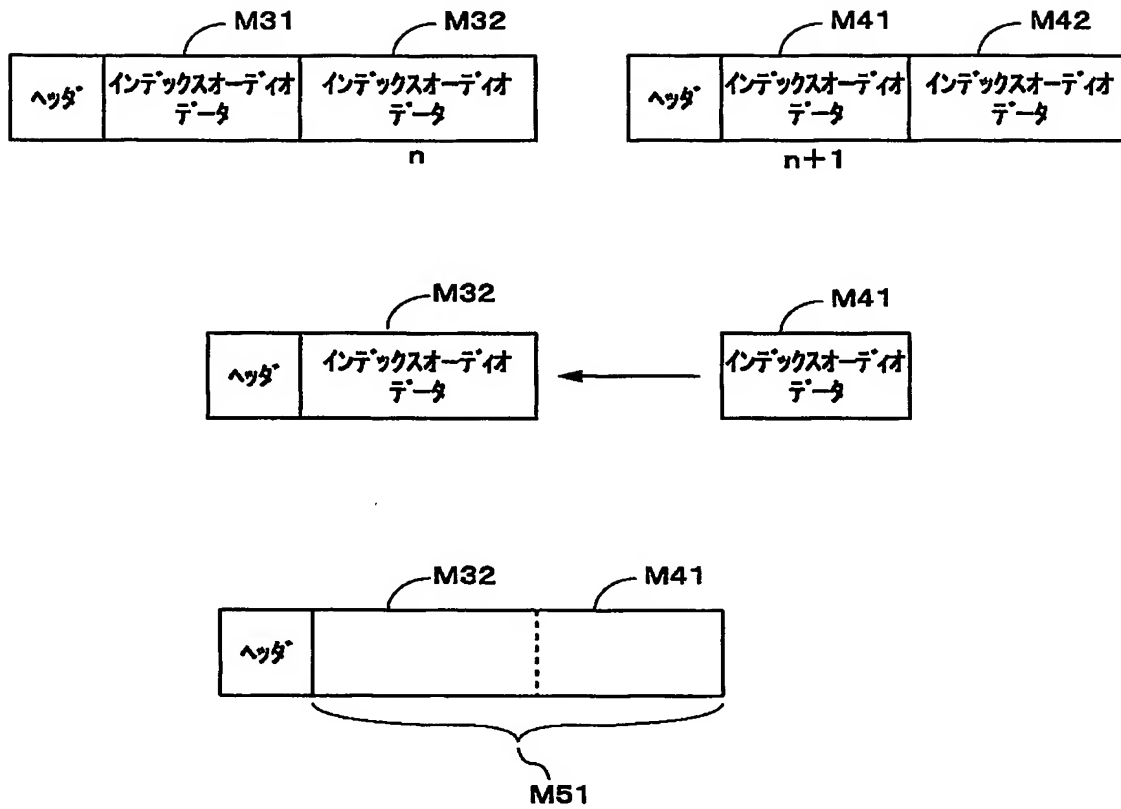 M31 M32 M41 M42
ヘッダ インデックスオーディオ インデックスオーディオ ヘッダ インデックスオーディオ インデックスオーディオ
データ データ データ データ
n n+1
M32 M41
ヘッダ インデックスオーディオ インデックスオーディオ
データ データ
M32 M41
ヘッダ
M51